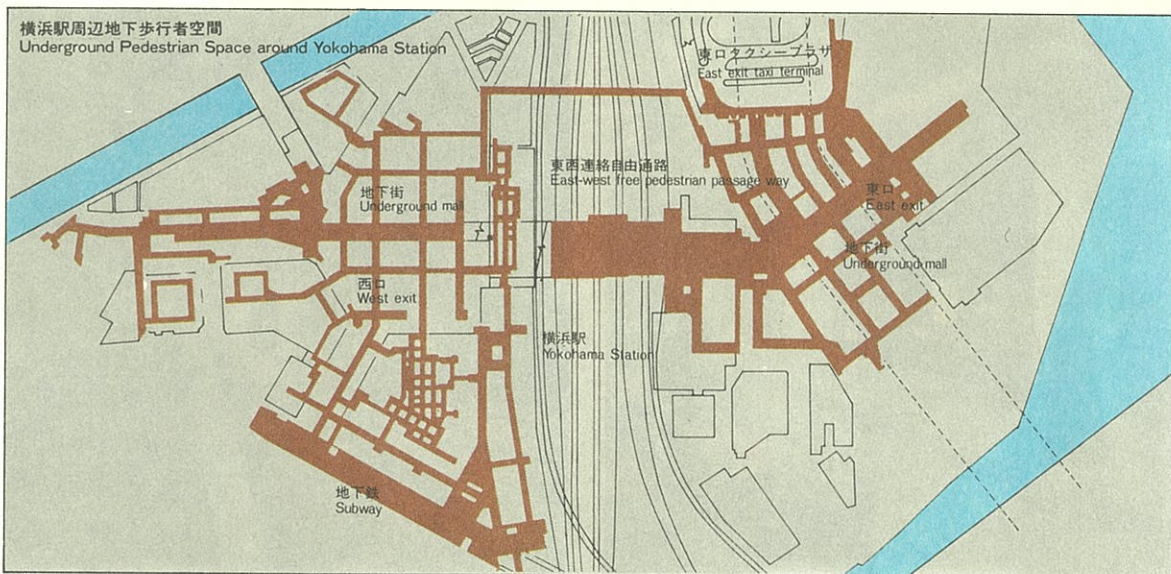 横浜駅周辺地下歩行者空間
Underground Pedestrian Space around Yokohama Station
東口タクシープラザ
East exit taxi terminal
東西連絡自由通路
East-west free pedestrian passage way
地下街
Underground mall
東口
East exit
地下街
Underground mall
西口
West exit
横浜駅
Yokohama Station
地下鉄
Subway